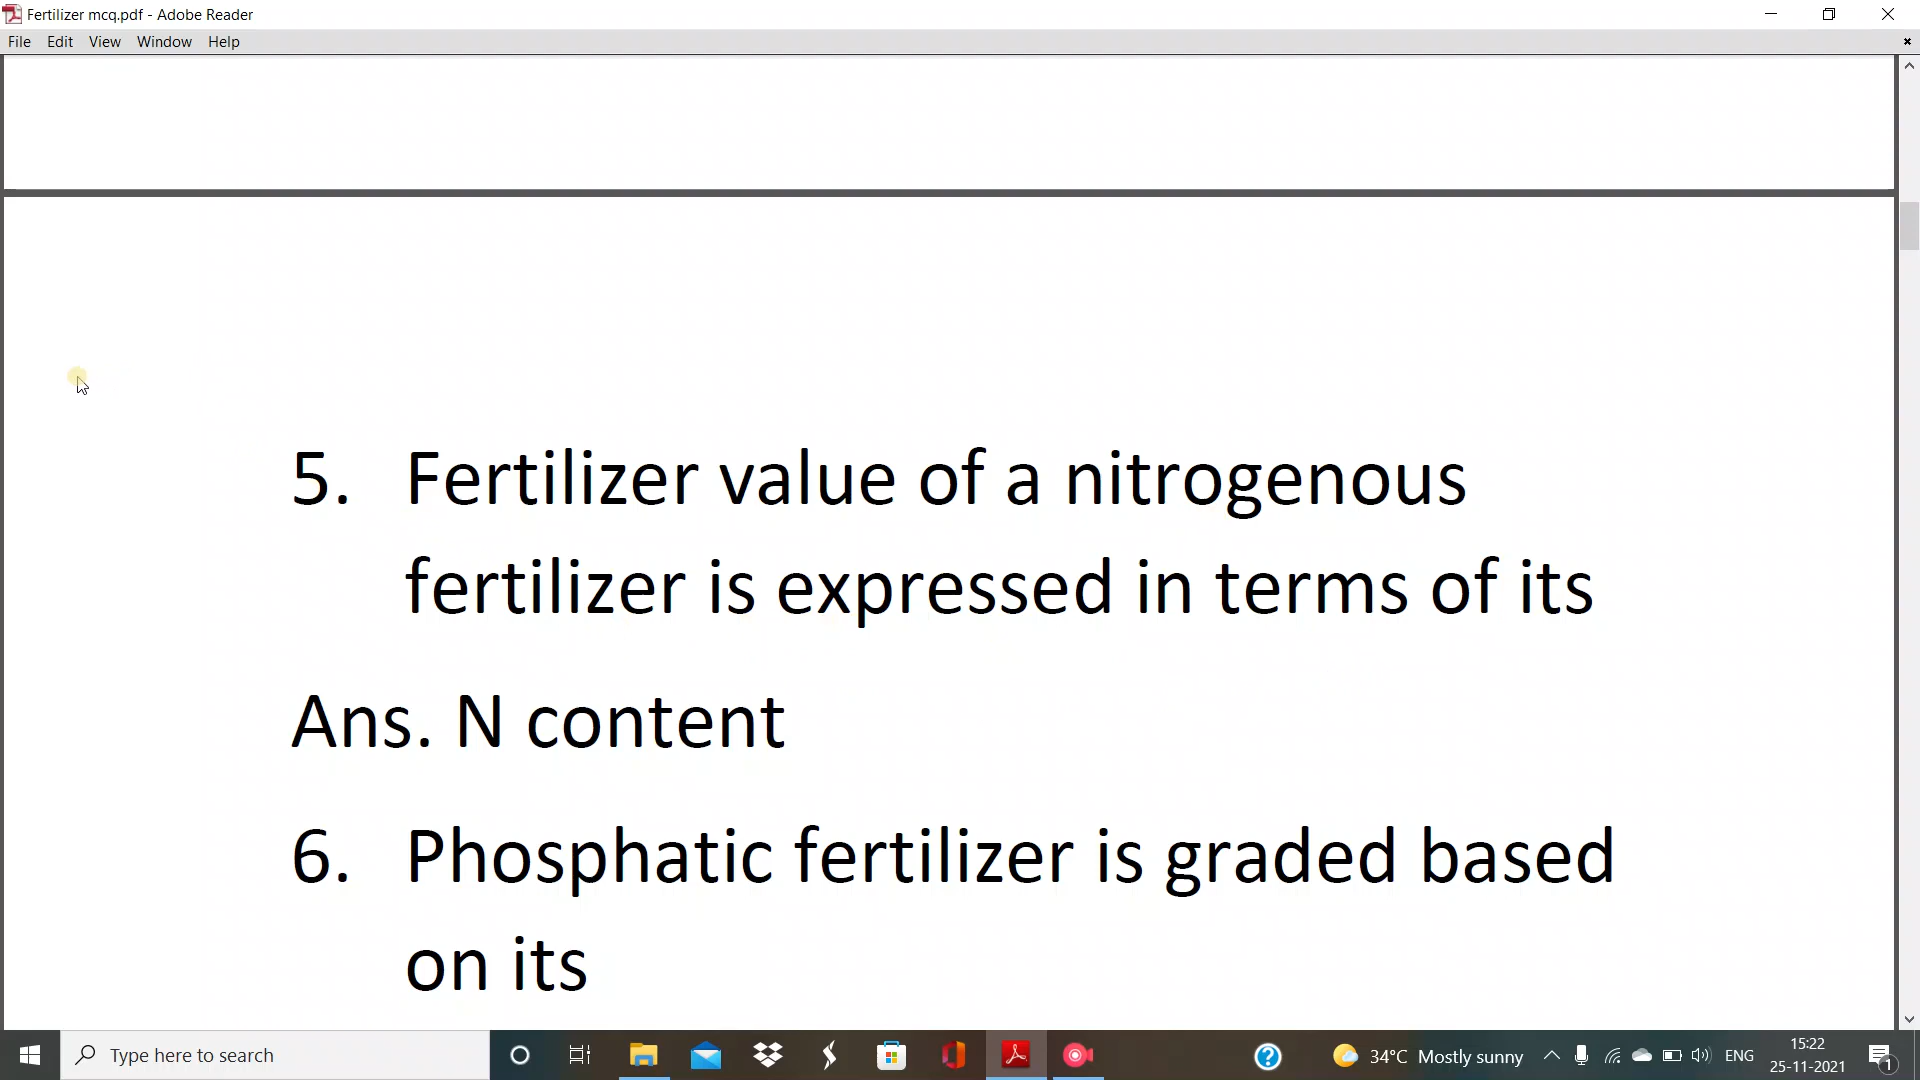 Fertilizer mcq.pdf - Adobe Reader
File Edit View Window Help
5. Fertilizer value of a nitrogenous
fertilizer is expressed in terms of its
Ans. N content
6. Phosphatic fertilizer is graded based
on its
Type here to search
34°C Mostly sunny
ENG
15:22
25-11-2021
1